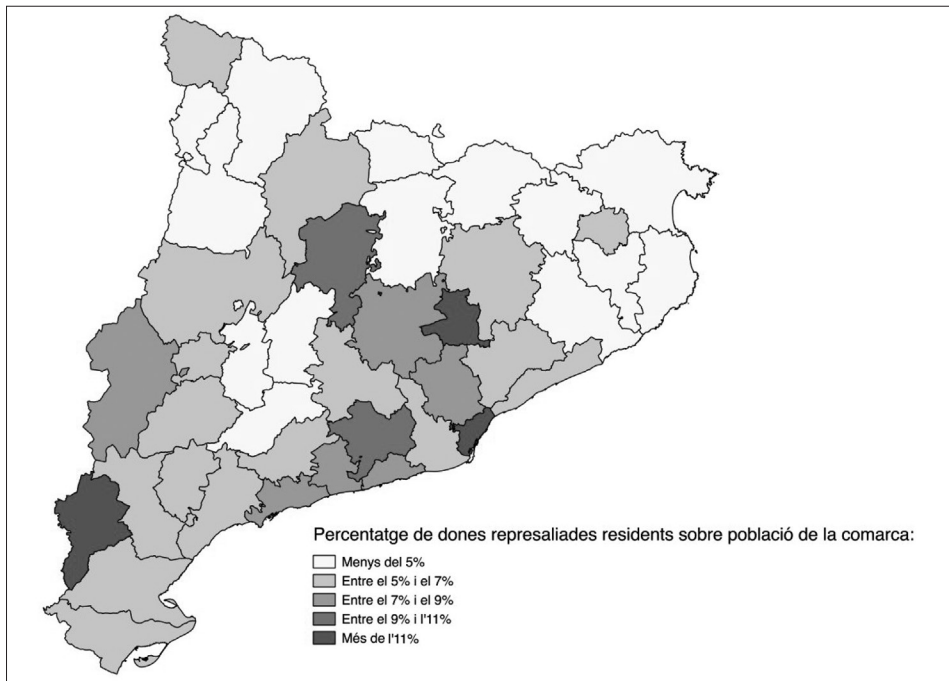 Percentatge de dones represaliades residents sobre població de la comarca:
Menys del 5%
Entre el 5% i el 7%
Entre el 7% i el 9%
Entre el 9% i l'11%
Més de l'11%